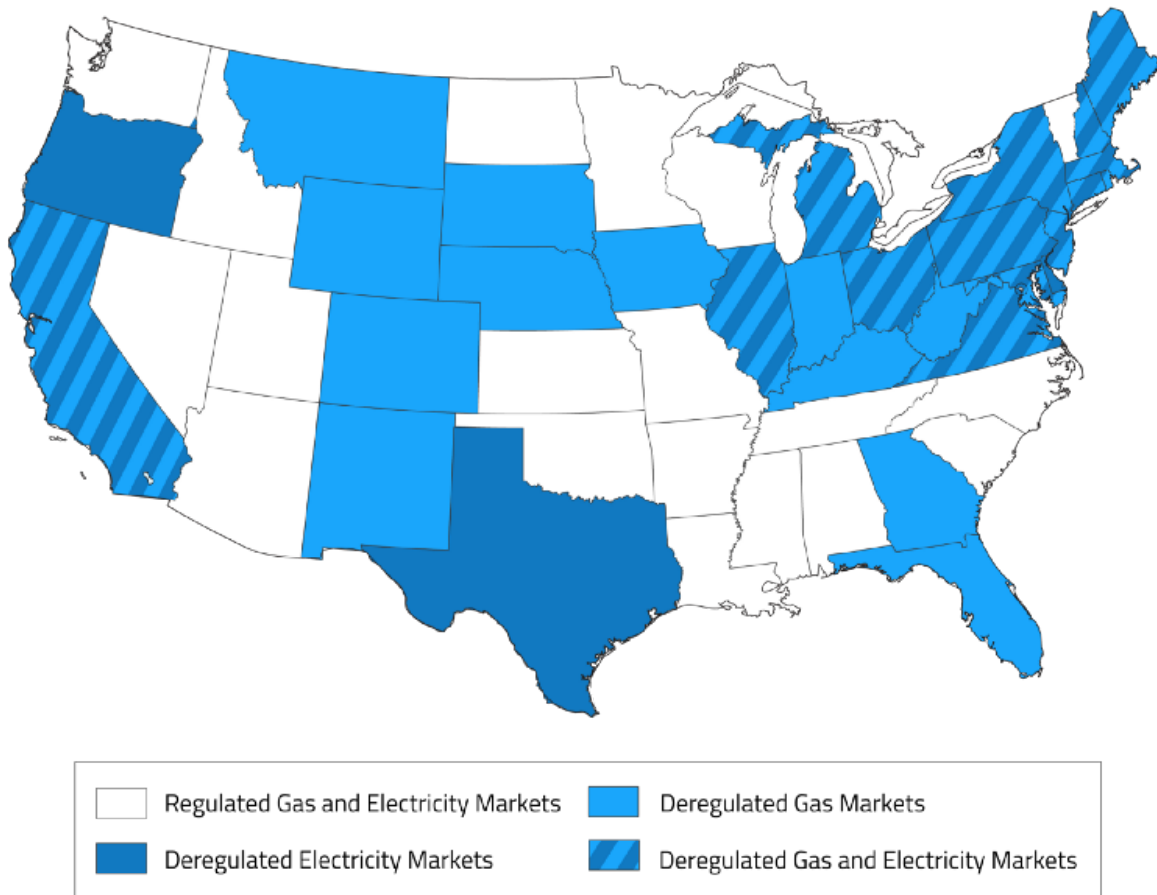 Regulated Gas and Electricity Markets
Deregulated Gas Markets
Deregulated Electricity Markets
Deregulated Gas and Electricity Markets